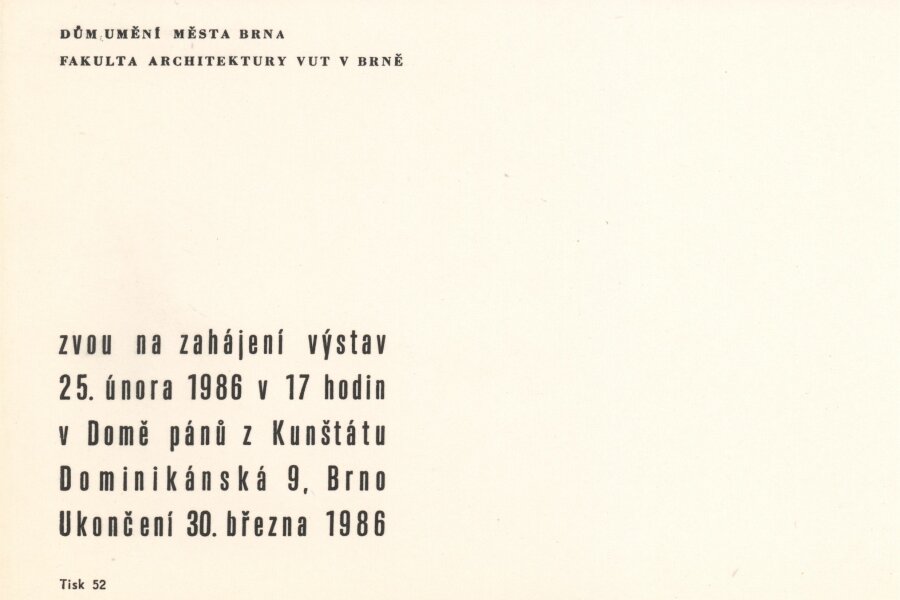 DŮM UMĚNÍ MĚSTA BRNA
FAKULTA ARCHITEKTURY VUT V BRNĚ
zvou na zahájení výstav
25. února 1986 v 17 hodin
v Domě pánů z Kunštátu
Dominikánská 9, Brno
Ukončení 30. března 1986
Tisk 52